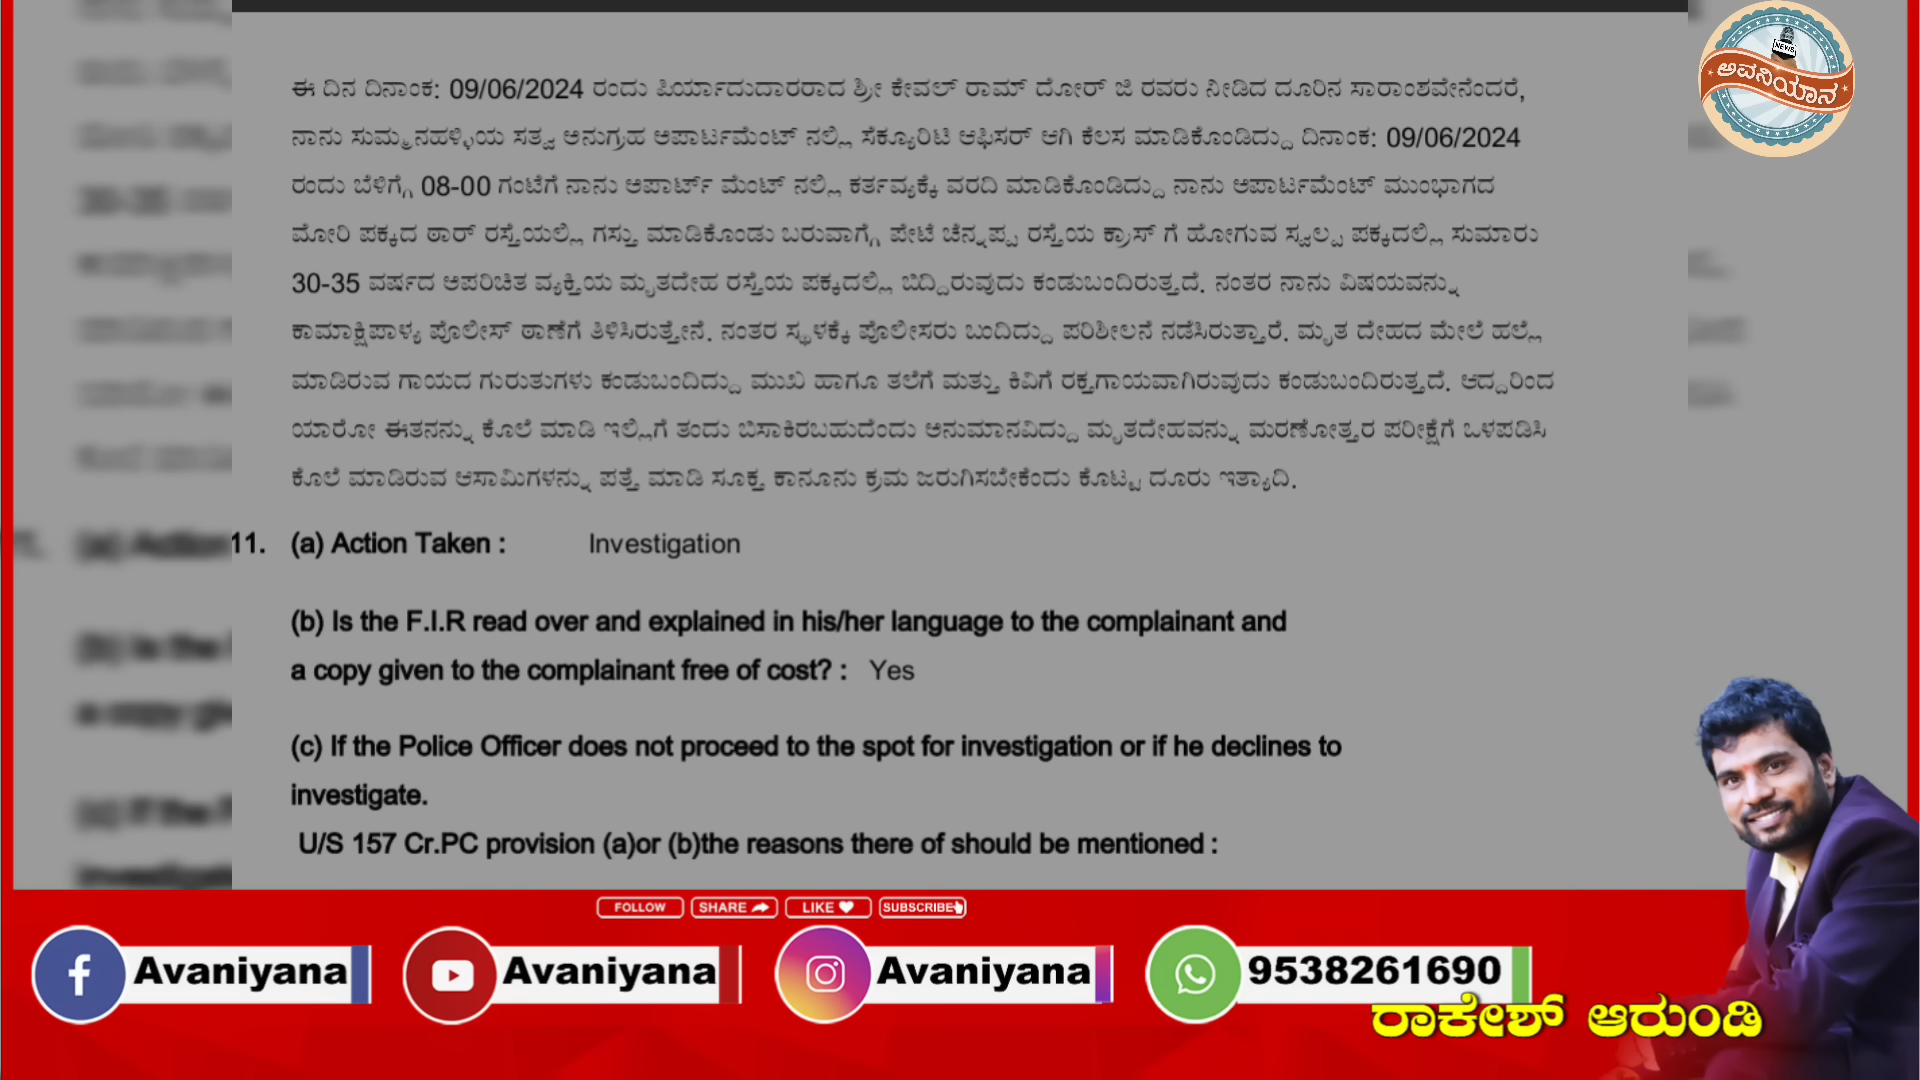 ಈ ದಿನ ದಿನಾಂಕ: 09/06/2024 ರಂದು ಪಿರ್ಯಾದುದಾರರಾದ ಶ್ರೀ ಕೇವಲ್ ರಾಮ್ ದೋರ್ ಜಿ ರವರು ನೀಡಿದ ದೂರಿನ ಸಾರಾಂಶವೇನೆಂದರೆ,
ನಾನು ಸುಮ್ಮನಹಳ್ಳಿಯ ಸತ್ವ ಅನುಗ್ರಹ ಅಪಾರ್ಟಮೆಂಟ್ ನಲ್ಲಿ ಸೆಕ್ಯೂರಿಟಿ ಆಫಿಸರ್ ಆಗಿ ಕೆಲಸ ಮಾಡಿಕೊಂಡಿದ್ದು ದಿನಾಂಕ: 09/06/2024
ರಂದು ಬೆಳಿಗ್ಗೆ 08-00 ಗಂಟೆಗೆ ನಾನು ಅಪಾರ್ಟ್ ಮೆಂಟ್ ನಲ್ಲಿ ಕರ್ತವ್ಯಕ್ಕೆ ವರದಿ ಮಾಡಿಕೊಂಡಿದ್ದು ನಾನು ಅಪಾರ್ಟಮೆಂಟ್ ಮುಂಭಾಗದ
ಮೋರಿ ಪಕ್ಕದ ಠಾರ್ ರಸ್ತೆಯಲ್ಲಿ ಗಸ್ತು ಮಾಡಿಕೊಂಡು ಬರುವಾಗ್ಗೆ ಪೇಟೆ ಚೆನ್ನಪ್ಪ ರಸ್ತೆಯ ಕ್ರಾಸ್ ಗೆ ಹೋಗುವ ಸ್ವಲ್ಪ ಪಕ್ಕದಲ್ಲಿ ಸುಮಾರು
30-35 ವರ್ಷದ ಅಪರಿಚಿತ ವ್ಯಕ್ತಿಯ ಮೃತದೇಹ ರಸ್ತೆಯ ಪಕ್ಕದಲ್ಲಿ ಬಿದ್ದಿರುವುದು ಕಂಡುಬಂದಿರುತ್ತದೆ. ನಂತರ ನಾನು ವಿಷಯವನ್ನು
ಕಾಮಾಕ್ಷಿಪಾಳ್ಯ ಪೊಲೀಸ್ ಠಾಣೆಗೆ ತಿಳಿಸಿರುತ್ತೇನೆ. ನಂತರ ಸ್ಥಳಕ್ಕೆ ಪೊಲೀಸರು ಬಂದಿದ್ದು ಪರಿಶೀಲನೆ ನಡೆಸಿರುತ್ತಾರೆ. ಮೃತ ದೇಹದ ಮೇಲೆ ಹಲ್ಲೆ
ಮಾಡಿರುವ ಗಾಯದ ಗುರುತುಗಳು ಕಂಡುಬಂದಿದ್ದು ಮುಖ ಹಾಗೂ ತಲೆಗೆ ಮತ್ತು ಕಿವಿಗೆ ರಕ್ತಗಾಯವಾಗಿರುವುದು ಕಂಡುಬಂದಿರುತ್ತದೆ. ಆದ್ದರಿಂದ
ಯಾರೋ ಈತನನ್ನು ಕೊಲೆ ಮಾಡಿ ಇಲ್ಲಿಗೆ ತಂದು ಬಿಸಾಕಿರಬಹುದೆಂದು ಅನುಮಾನವಿದ್ದು ಮೃತದೇಹವನ್ನು ಮರಣೋತ್ತರ ಪರೀಕ್ಷೆಗೆ ಒಳಪಡಿಸಿ
ಕೊಲೆ ಮಾಡಿರುವ ಆಸಾಮಿಗಳನ್ನು ಪತ್ತೆ ಮಾಡಿ ಸೂಕ್ತ ಕಾನೂನು ಕ್ರಮ ಜರುಗಿಸಬೇಕೆಂದು ಕೊಟ್ಟ ದೂರು ಇತ್ಯಾದಿ.
11. (a) Action Taken : Investigation
(b) Is the F.I.R read over and explained in his/her language to the complainant and
a copy given to the complainant free of cost? : Yes
(c) If the Police Officer does not proceed to the spot for investigation or if he declines to
investigate.
U/S 157 Cr.PC provision (a)or (b)the reasons there of should be mentioned :
NEWS
ಅವನಿಯಾನ
FOLLOW SHARE LIKE SUBSCRIBE
Avaniyana Avaniyana Avaniyana 9538261690
ರಾಕೇಶ್ ಆರುಂಡಿ